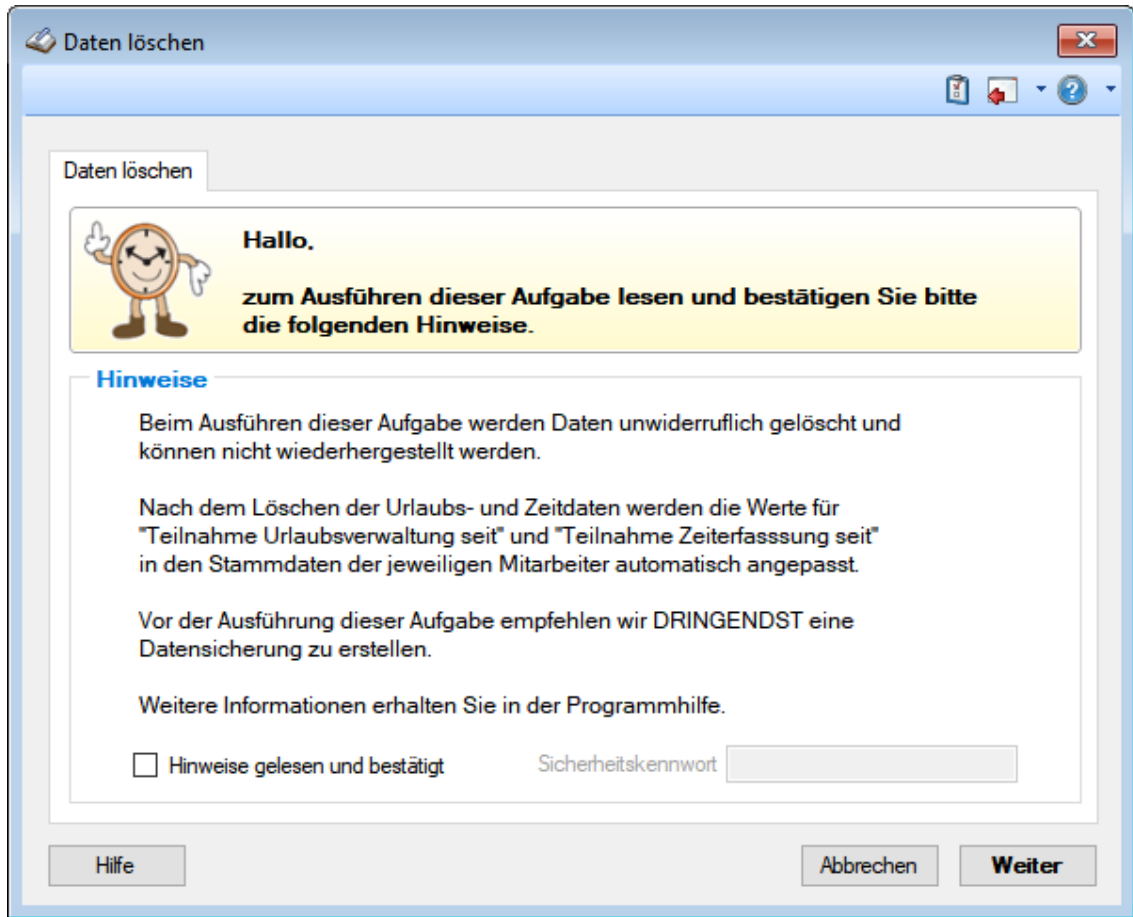 Daten löschen
Daten löschen
Hallo,
zum Ausführen dieser Aufgabe lesen und bestätigen Sie bitte
die folgenden Hinweise.
Hinweise
Beim Ausführen dieser Aufgabe werden Daten unwiderruflich gelöscht und
können nicht wiederhergestellt werden.
Nach dem Löschen der Urlaubs- und Zeitdaten werden die Werte für
"Teilnahme Urlaubsverwaltung seit" und "Teilnahme Zeiterfasssung seit"
in den Stammdaten der jeweiligen Mitarbeiter automatisch angepasst.
Vor der Ausführung dieser Aufgabe empfehlen wir DRINGENDST eine
Datensicherung zu erstellen.
Weitere Informationen erhalten Sie in der Programmhilfe.
Hinweise gelesen und bestätigt Sicherheitskennwort
Hilfe Abbrechen Weiter